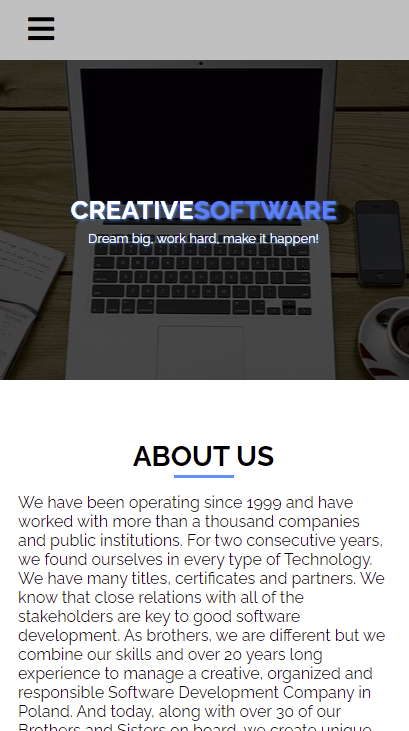 CREATIVESOFTWARE
Dream big, work hard, make it happen!
ABOUT US
We have been operating since 1999 and have
worked with more than a thousand companies
and public institutions. For two consecutive years,
we found ourselves in every type of Technology.
We have many titles, certificates and partners. We
know that close relations with all of the
stakeholders are key to good software
development. As brothers, we are different but we
combine our skills and over 20 years long
experience to manage a creative, organized and
responsible Software Development Company in
Poland. And today, along with over 30 of our
Brothers and Sisters on board, we create unique